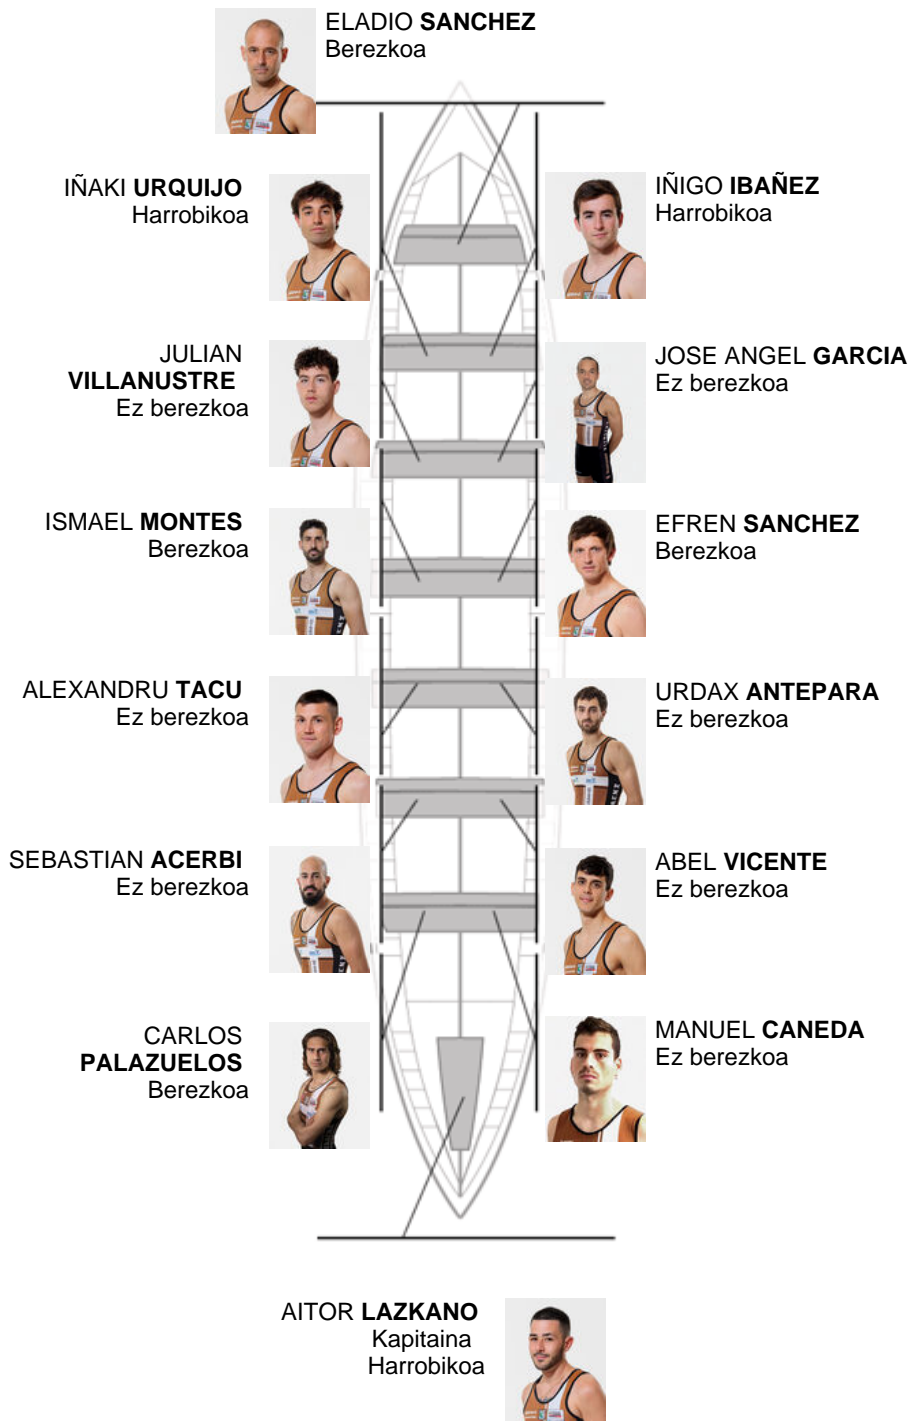 ELADIO SANCHEZ
Berezkoa
IÑAKI URQUIJO
Harrobikoa
IÑIGO IBAÑEZ
Harrobikoa
JULIAN
VILLANUSTRE
Ez berezkoa
JOSE ANGEL GARCIA
Ez berezkoa
ISMAEL MONTES
Berezkoa
EFREN SANCHEZ
Berezkoa
ALEXANDRU TACU
Ez berezkoa
URDAX ANTEPARA
Ez berezkoa
SEBASTIAN ACERBI
Ez berezkoa
ABEL VICENTE
Ez berezkoa
CARLOS
PALAZUELOS
Berezkoa
MANUEL CANEDA
Ez berezkoa
AITOR LAZKANO
Kapitaina
Harrobikoa